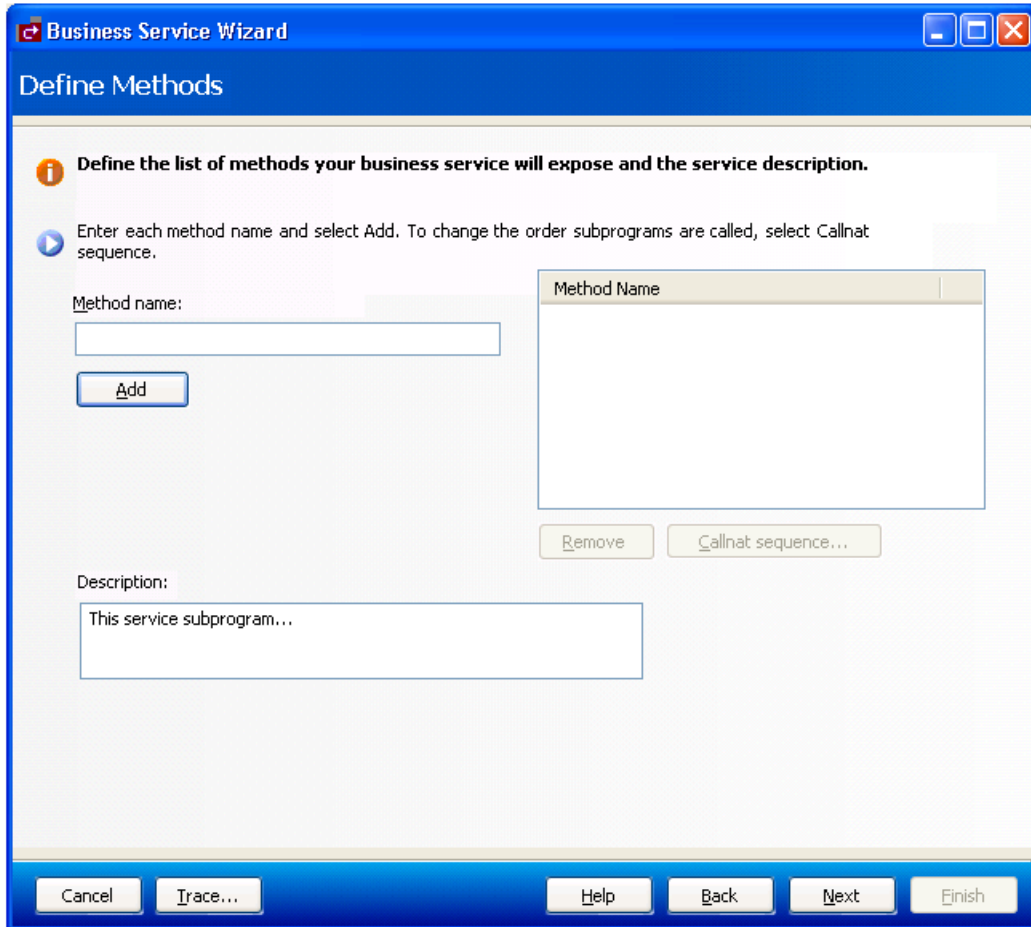 Business Service Wizard
Define Methods
Define the list of methods your business service will expose and the service description.
Enter each method name and select Add. To change the order subprograms are called, select Callnat
sequence.
Method name:
Method Name
Add
Remove
Callnat sequence...
Description:
This service subprogram...
Cancel
Trace...
Help
Back
Next
Finish